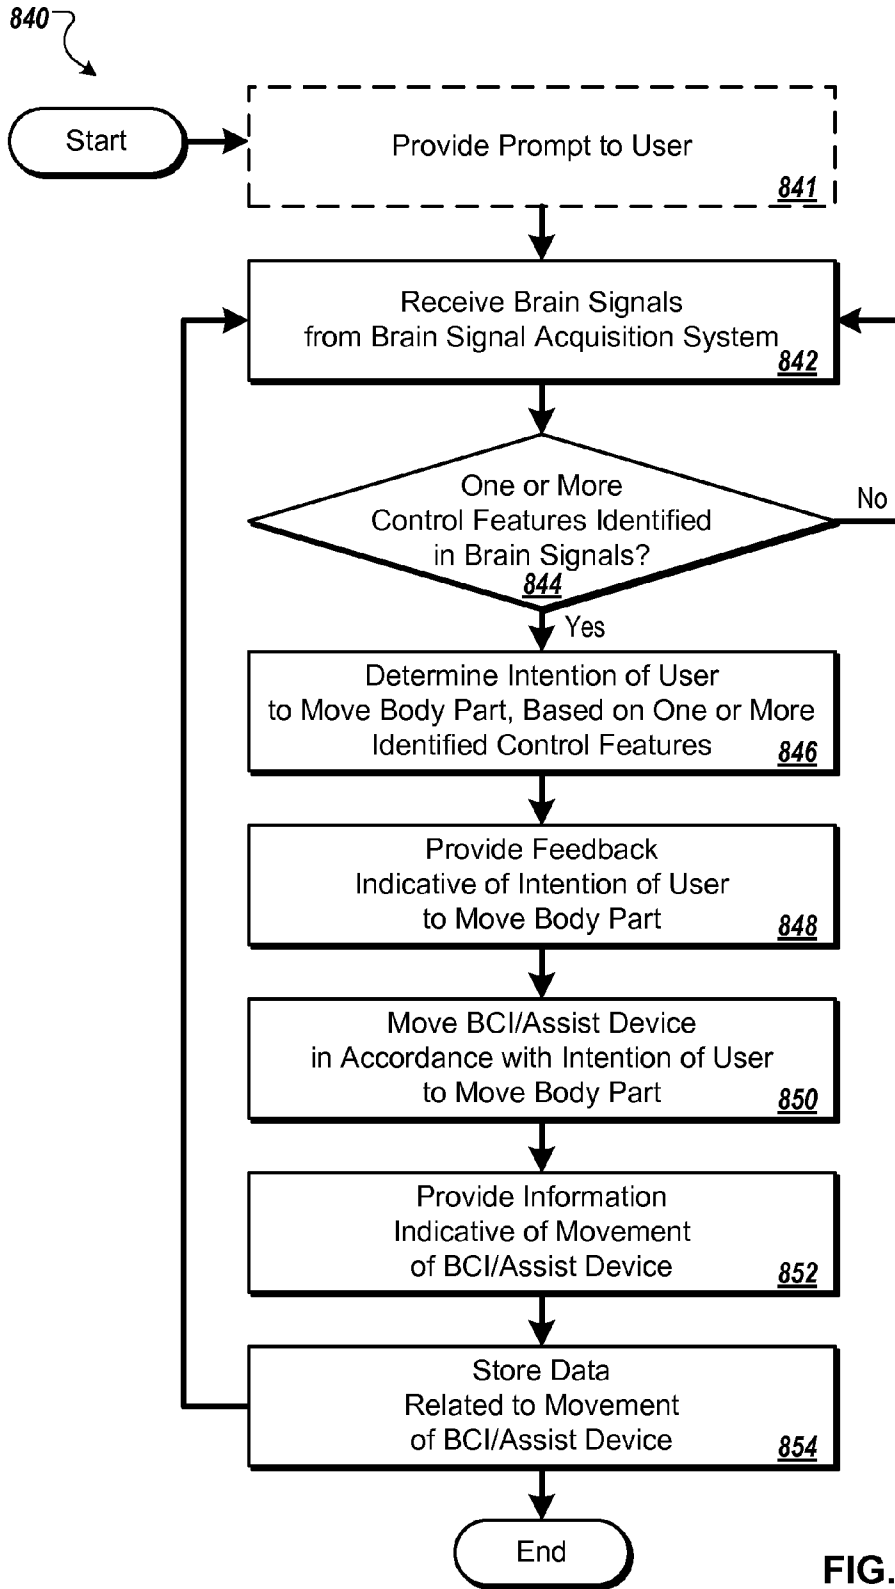 840
Start
Provide Prompt to User
841
Receive Brain Signals
from Brain Signal Acquisition System
842
One or More
Control Features Identified
in Brain Signals?
844
No
Yes
Determine Intention of User
to Move Body Part, Based on One or More
Identified Control Features
846
Provide Feedback
Indicative of Intention of User
to Move Body Part
848
Move BCI/Assist Device
in Accordance with Intention of User
to Move Body Part
850
Provide Information
Indicative of Movement
of BCI/Assist Device
852
Store Data
Related to Movement
of BCI/Assist Device
854
End
FIG.